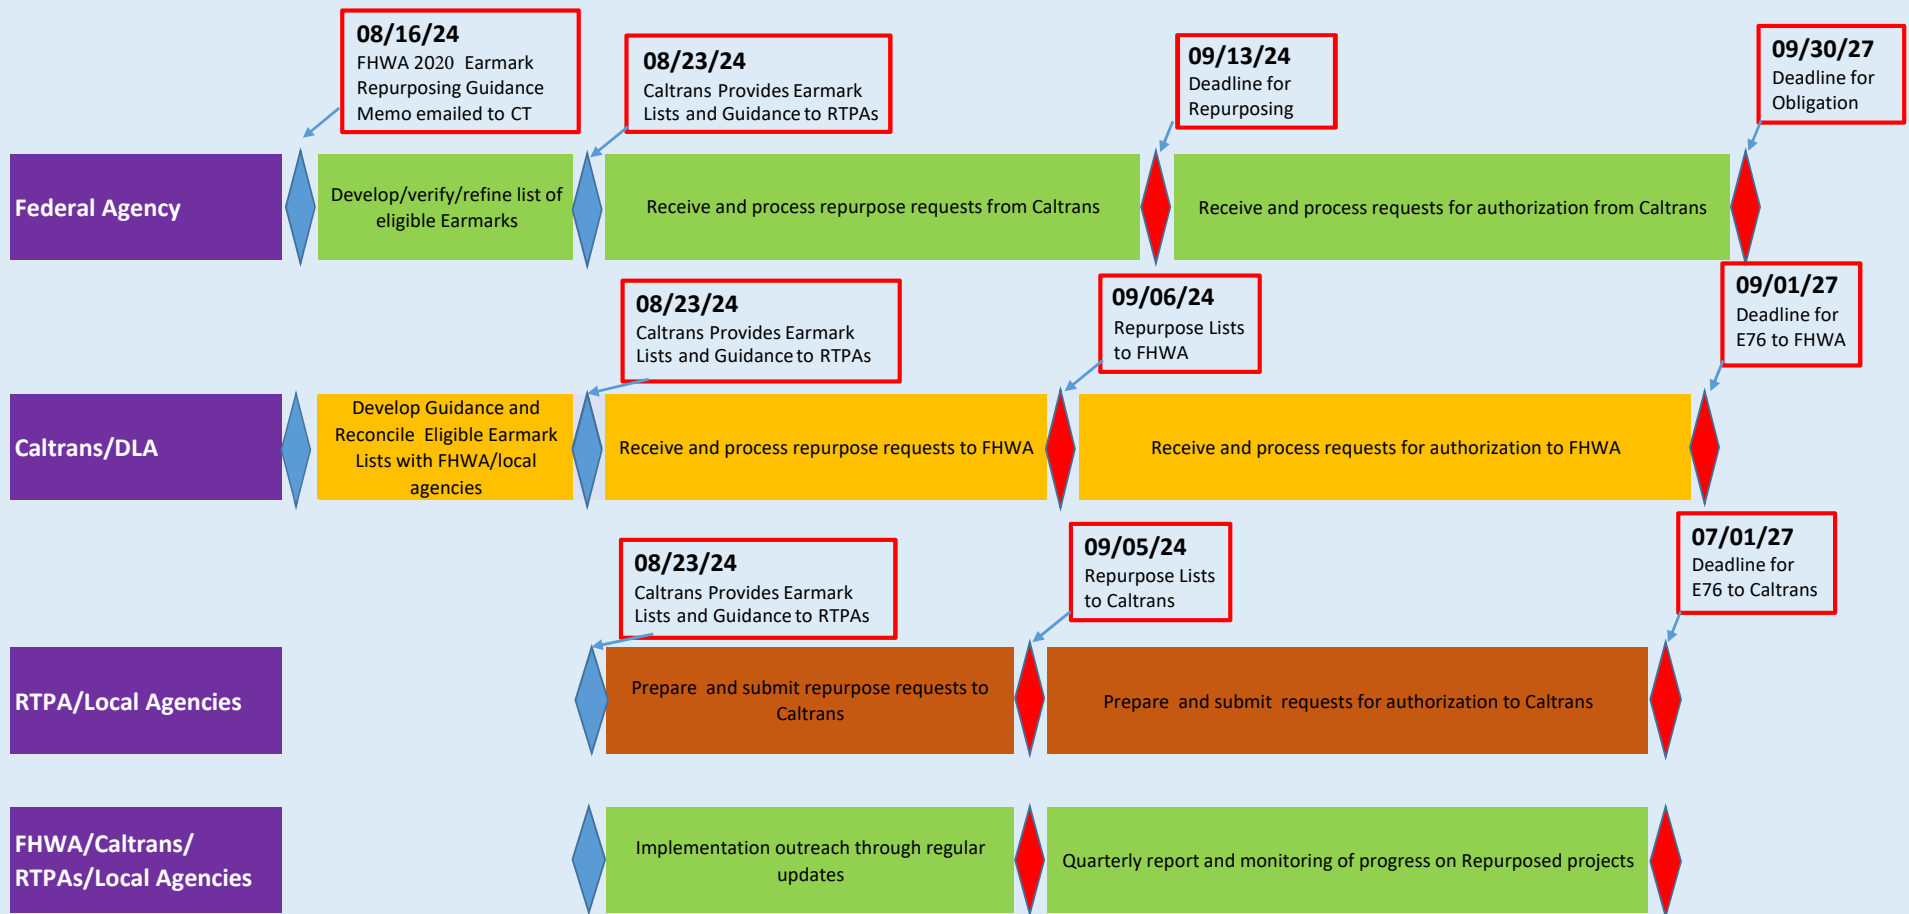 08/16/24
FHWA 2020 Earmark
Repurposing Guidance
Memo emailed to CT
08/23/24
Caltrans Provides Earmark
Lists and Guidance to RTPAs
09/13/24
Deadline for
Repurposing
09/30/27
Deadline for
Obligation
Federal Agency
Develop/verify/refine list of
eligible Earmarks
Receive and process repurpose requests from Caltrans
Receive and process requests for authorization from Caltrans
08/23/24
Caltrans Provides Earmark
Lists and Guidance to RTPAs
09/06/24
Repurpose Lists
to FHWA
09/01/27
Deadline for
E76 to FHWA
Caltrans/DLA
Develop Guidance and
Reconcile Eligible Earmark
Lists with FHWA/local
agencies
Receive and process repurpose requests to FHWA
Receive and process requests for authorization to FHWA
08/23/24
Caltrans Provides Earmark
Lists and Guidance to RTPAs
09/05/24
Repurpose Lists
to Caltrans
07/01/27
Deadline for
E76 to Caltrans
RTPA/Local Agencies
Prepare and submit repurpose requests to
Caltrans
Prepare and submit requests for authorization to Caltrans
FHWA/Caltrans/
RTPAs/Local Agencies
Implementation outreach through regular
updates
Quarterly report and monitoring of progress on Repurposed projects